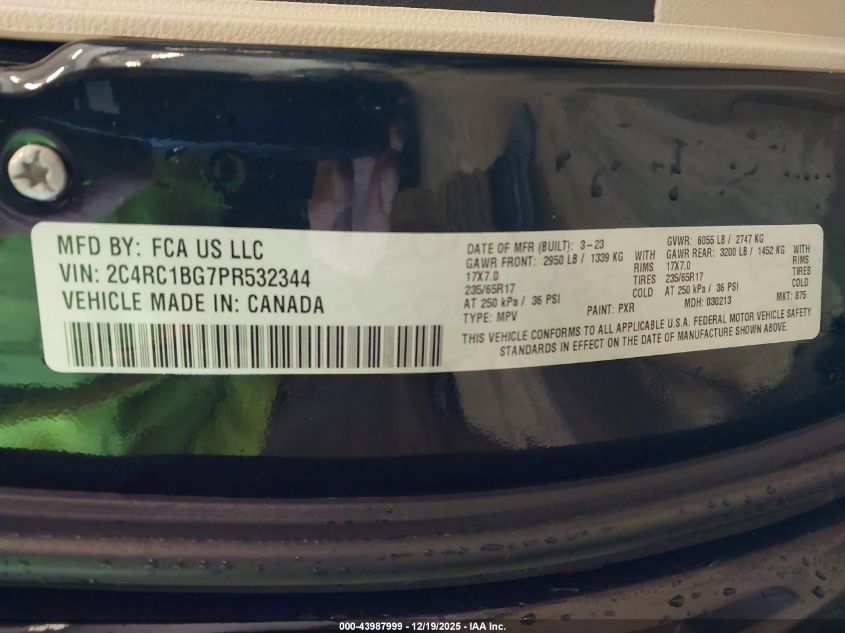 MFD BY: FCA US LLC
VIN: 2C4RC1BG7PR532344
VEHICLE MADE IN: CANADA
DATE OF MFR (BUILT): 3-23
GAWR FRONT: 2950 LB / 1339 KG WITH
17X7.0 RIMS
235/65R17 TIRES
AT 250 kPa / 36 PSI COLD
TYPE: MPV PAINT: PXR
GVWR: 6055 LB / 2747 KG
GAWR REAR: 3200 LB / 1452 KG WITH
17X7.0 RIMS
235/65R17 TIRES
AT 250 kPa / 36 PSI COLD
MDH: 030213 MKT: 875
THIS VEHICLE CONFORMS TO ALL APPLICABLE U.S.A. FEDERAL MOTOR VEHICLE SAFETY
STANDARDS IN EFFECT ON THE DATE OF MANUFACTURE SHOWN ABOVE.
000-43987999 - 12/19/2025 - IAA Inc.